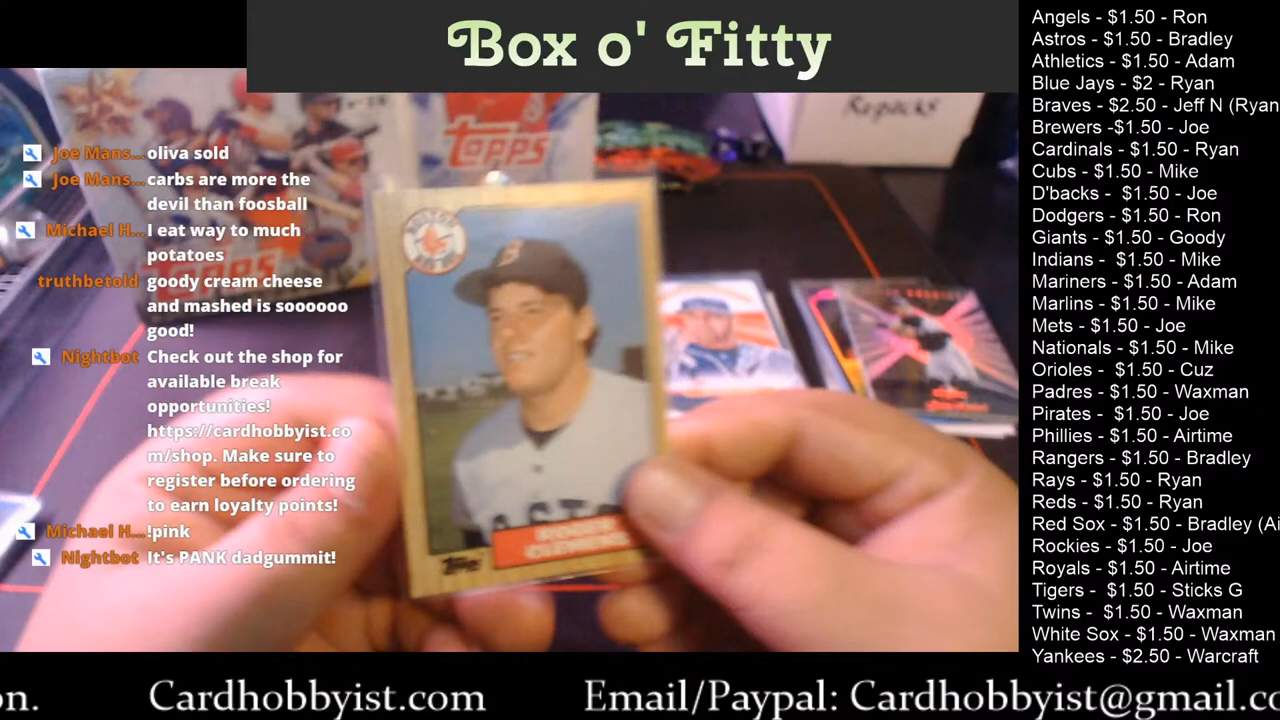 Box o' Fitty
Repacks
TOPPS
TOPPS
B
BOSTON
RED SOX
ROGER
CLEMENS
Topps
Joe Mans... oliva sold
Joe Mans... carbs are more the
devil than foosball
Michael H... I eat way to much
potatoes
truthbetold goody cream cheese
and mashed is soooooo
good!
Nightbot Check out the shop for
available break
opportunities!
https://cardhobbyist.co
m/shop. Make sure to
register before ordering
to earn loyalty points!
Michael H... !pink
Nightbot It's PANK dadgummit!
Angels - $1.50 - Ron
Astros - $1.50 - Bradley
Athletics - $1.50 - Adam
Blue Jays - $2 - Ryan
Braves - $2.50 - Jeff N (Ryan
Brewers -$1.50 - Joe
Cardinals - $1.50 - Ryan
Cubs - $1.50 - Mike
D'backs - $1.50 - Joe
Dodgers - $1.50 - Ron
Giants - $1.50 - Goody
Indians - $1.50 - Mike
Mariners - $1.50 - Adam
Marlins - $1.50 - Mike
Mets - $1.50 - Joe
Nationals - $1.50 - Mike
Orioles - $1.50 - Cuz
Padres - $1.50 - Waxman
Pirates - $1.50 - Joe
Phillies - $1.50 - Airtime
Rangers - $1.50 - Bradley
Rays - $1.50 - Ryan
Reds - $1.50 - Ryan
Red Sox - $1.50 - Bradley (Ai
Rockies - $1.50 - Joe
Royals - $1.50 - Airtime
Tigers - $1.50 - Sticks G
Twins - $1.50 - Waxman
White Sox - $1.50 - Waxman
Yankees - $2.50 - Warcraft
on. Cardhobbyist.com Email/Paypal: Cardhobbyist@gmail.co